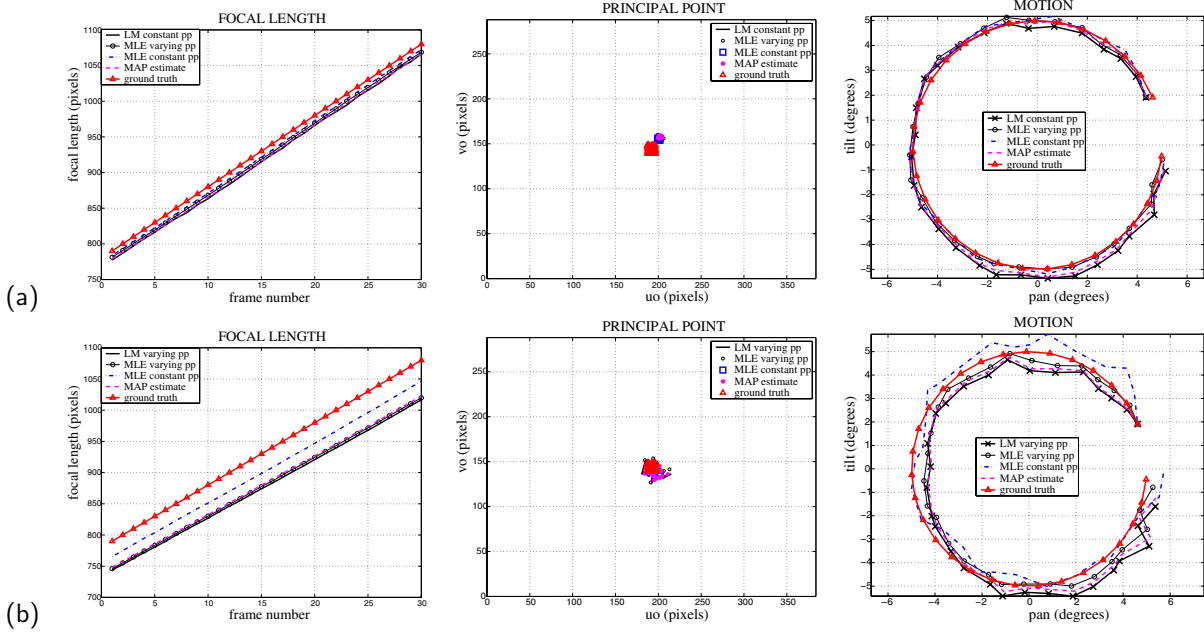 FOCAL LENGTH
LM constant pp
MLE varying pp
MLE constant pp
MAP estimate
ground truth
focal length (pixels)
1100
1050
1000
950
900
850
800
750
0 5 10 15 20 25 30
frame number
PRINCIPAL POINT
LM constant pp
MLE varying pp
MLE constant pp
MAP estimate
ground truth
vo (pixels)
250
200
150
100
50
0
0 50 100 150 200 250 300 350
uo (pixels)
MOTION
LM constant pp
MLE varying pp
MLE constant pp
MAP estimate
ground truth
tilt (degrees)
5
4
3
2
1
0
-1
-2
-3
-4
-5
-6 -4 -2 0 2 4 6
pan (degrees)
(a)
FOCAL LENGTH
LM varying pp
MLE varying pp
MLE constant pp
MAP estimate
ground truth
focal length (pixels)
1100
1050
1000
950
900
850
800
750
700
0 5 10 15 20 25 30
frame number
PRINCIPAL POINT
LM varying pp
MLE varying pp
MLE constant pp
MAP estimate
ground truth
vo (pixels)
250
200
150
100
50
0
0 50 100 150 200 250 300 350
uo (pixels)
MOTION
LM varying pp
MLE varying pp
MLE constant pp
MAP estimate
ground truth
tilt (degrees)
5
4
3
2
1
0
-1
-2
-3
-4
-5
-6 -4 -2 0 2 4 6
pan (degrees)
(b)